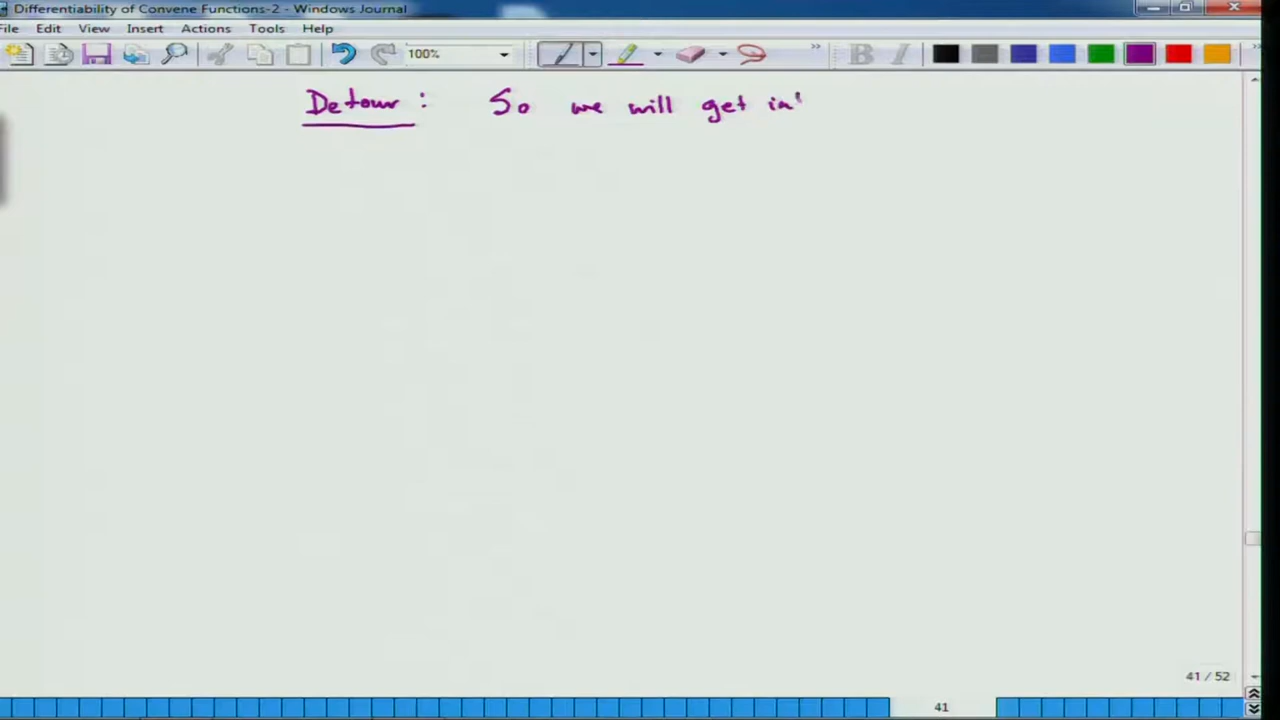 Differentiability of Convene Functions-2 - Windows Journal
File Edit View Insert Actions Tools Help
100%
B I
Detour : So we will get int
41 / 52
41